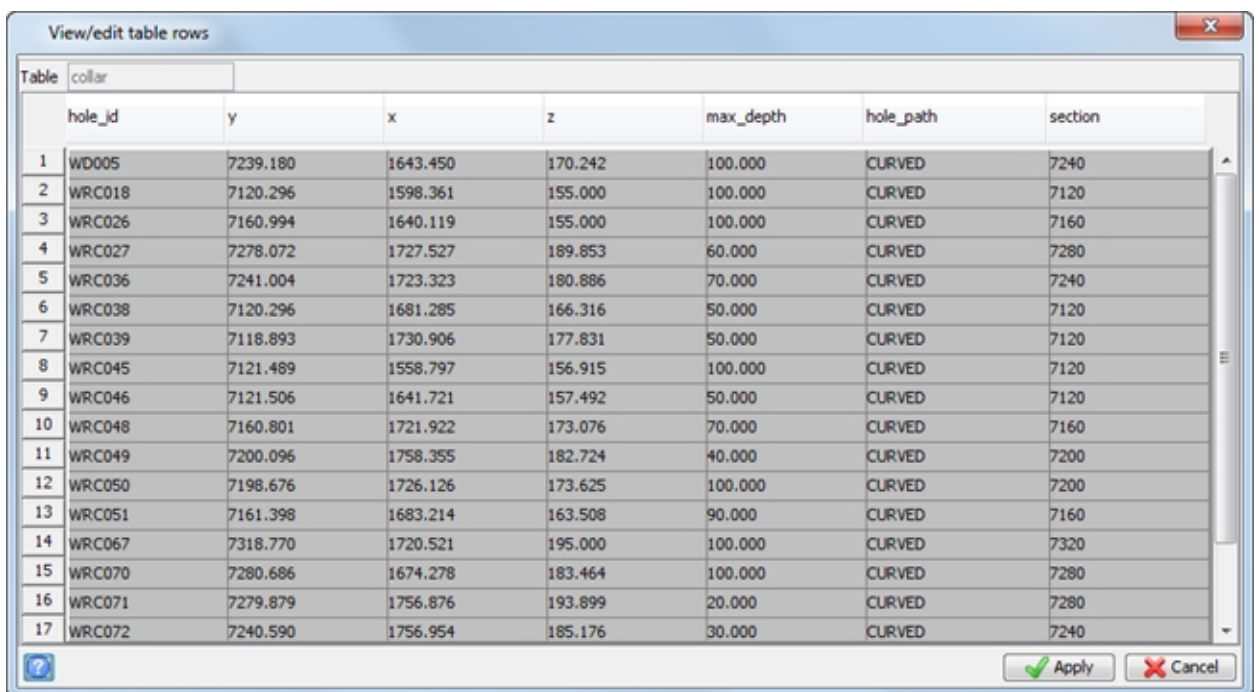 View/edit table rows
Table collar
hole_id y x z max_depth hole_path section
1 WD005 7239.180 1643.450 170.242 100.000 CURVED 7240
2 WRC018 7120.296 1598.361 155.000 100.000 CURVED 7120
3 WRC026 7160.994 1640.119 155.000 100.000 CURVED 7160
4 WRC027 7278.072 1727.527 189.853 60.000 CURVED 7280
5 WRC036 7241.004 1723.323 180.886 70.000 CURVED 7240
6 WRC038 7120.296 1681.285 166.316 50.000 CURVED 7120
7 WRC039 7118.893 1730.906 177.831 50.000 CURVED 7120
8 WRC045 7121.489 1558.797 156.915 100.000 CURVED 7120
9 WRC046 7121.506 1641.721 157.492 50.000 CURVED 7120
10 WRC048 7160.801 1721.922 173.076 70.000 CURVED 7160
11 WRC049 7200.096 1758.355 182.724 40.000 CURVED 7200
12 WRC050 7198.676 1726.126 173.625 100.000 CURVED 7200
13 WRC051 7161.398 1683.214 163.508 90.000 CURVED 7160
14 WRC067 7318.770 1720.521 195.000 100.000 CURVED 7320
15 WRC070 7280.686 1674.278 183.464 100.000 CURVED 7280
16 WRC071 7279.879 1756.876 193.899 20.000 CURVED 7280
17 WRC072 7240.590 1756.954 185.176 30.000 CURVED 7240
? Apply Cancel